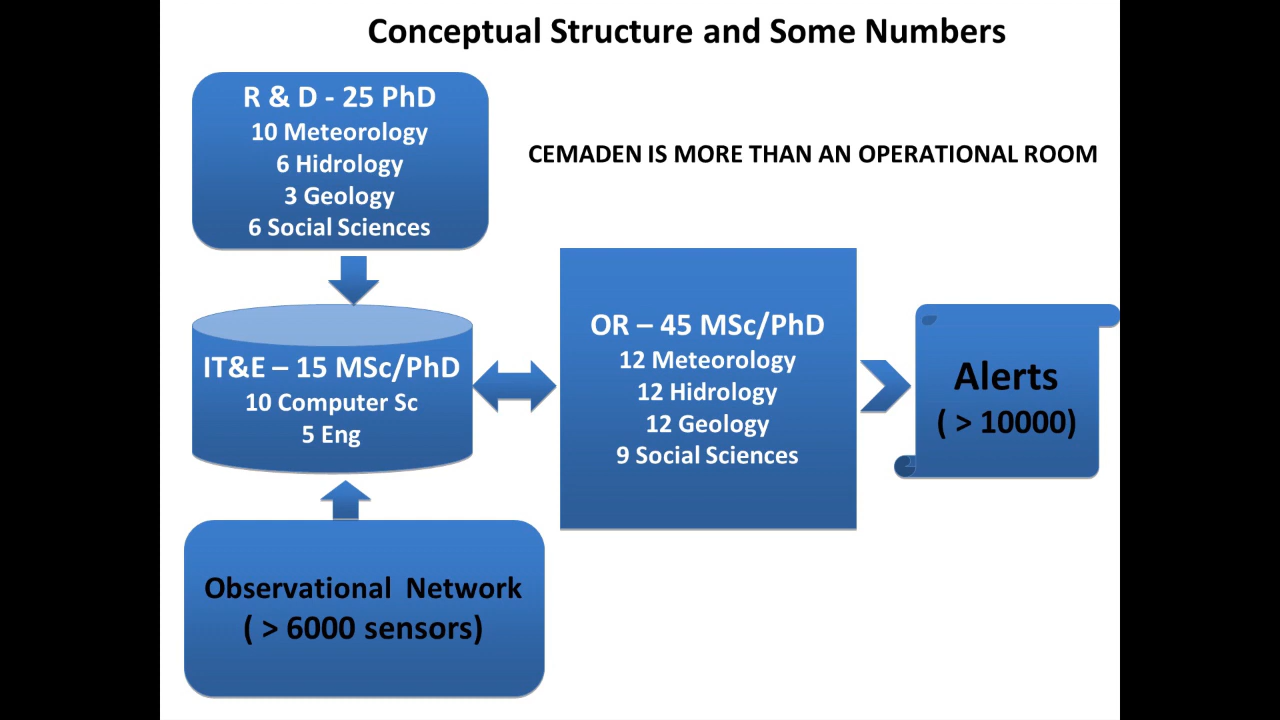 Conceptual Structure and Some Numbers
R & D - 25 PhD
10 Meteorology
6 Hidrology
3 Geology
6 Social Sciences
CEMADEN IS MORE THAN AN OPERATIONAL ROOM
IT&E – 15 MSc/PhD
10 Computer Sc
5 Eng
OR – 45 MSc/PhD
12 Meteorology
12 Hidrology
12 Geology
9 Social Sciences
Alerts
( > 10000)
Observational Network
( > 6000 sensors)